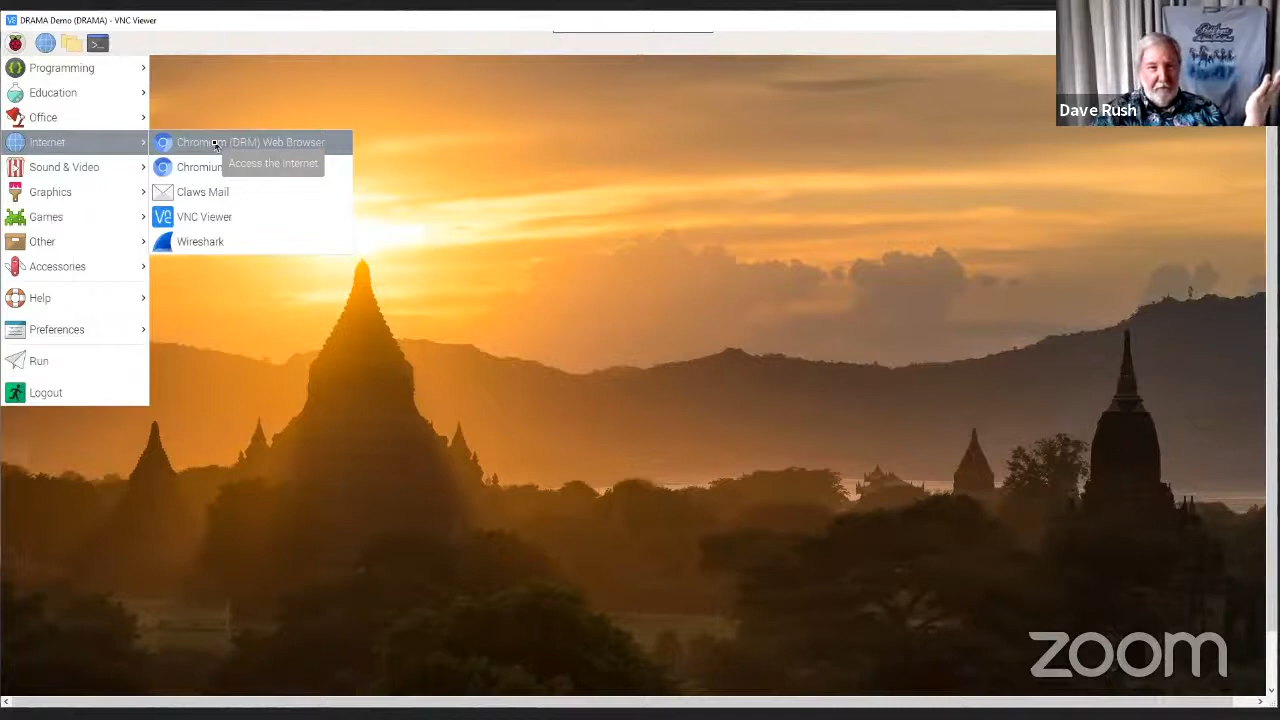 DRAMA Demo (DRAMA) - VNC Viewer
Programming
Education
Office
Internet
Sound & Video
Graphics
Games
Other
Accessories
Help
Preferences
Run
Logout
Chromium (DRM) Web Browser
Access the Internet
Claws Mail
VNC Viewer
Wireshark
Dave Rush
zoom